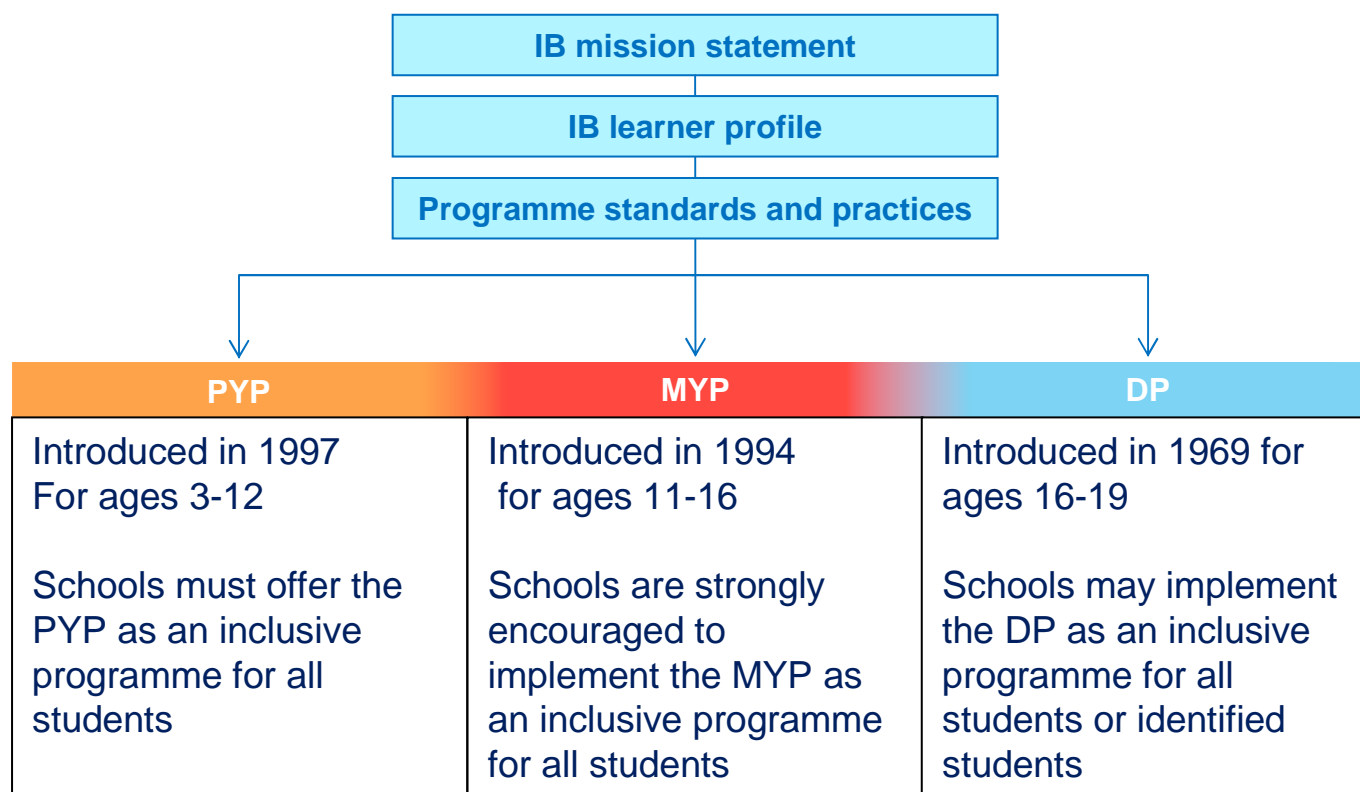 IB mission statement
IB learner profile
Programme standards and practices
PYP
MYP
DP
Introduced in 1997
For ages 3-12
Schools must offer the
PYP as an inclusive
programme for all
students
Introduced in 1994
for ages 11-16
Schools are strongly
encouraged to
implement the MYP as
an inclusive programme
for all students
Introduced in 1969 for
ages 16-19
Schools may implement
the DP as an inclusive
programme for all
students or identified
students